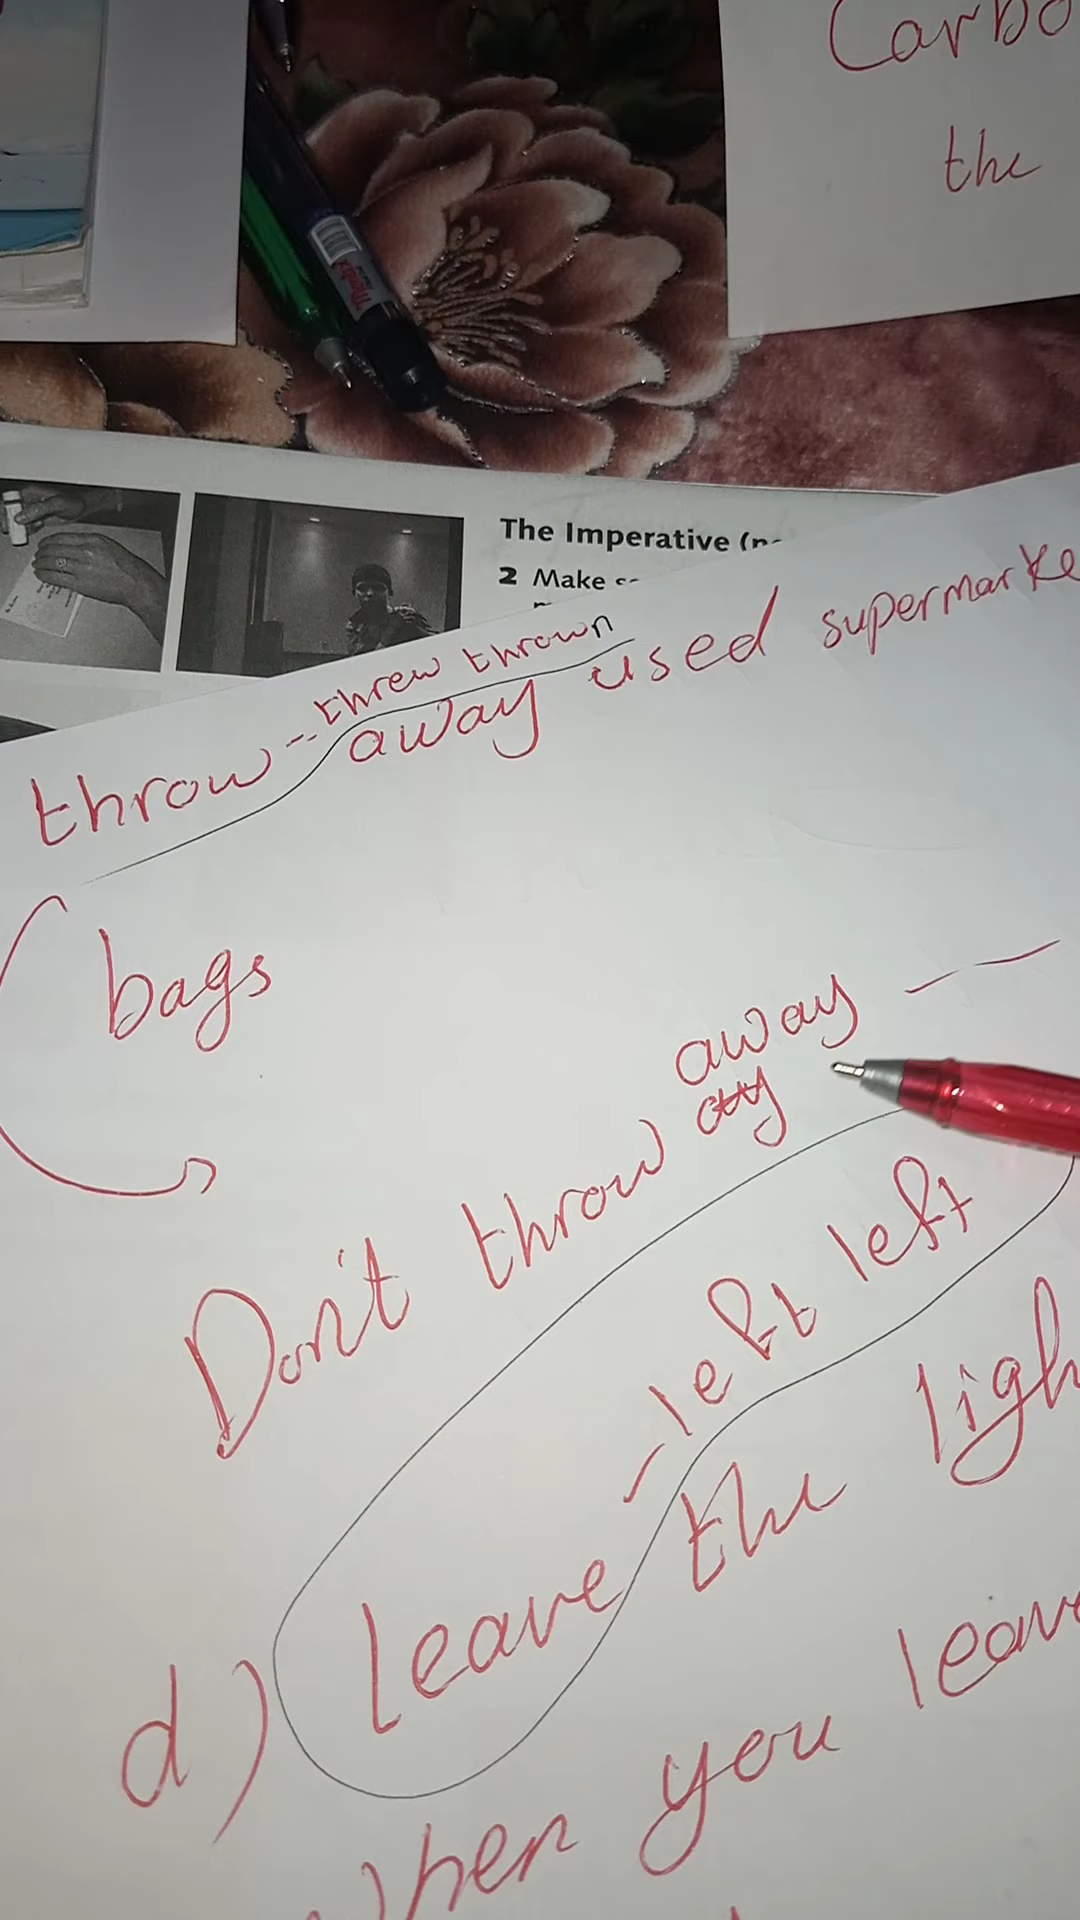 Carbo
the
The Imperative (n
2 Make s
threw thrown
throw -- away used supermarke
bags
away —
Don't throw
- left left
d) Leave the ligh
when you leave